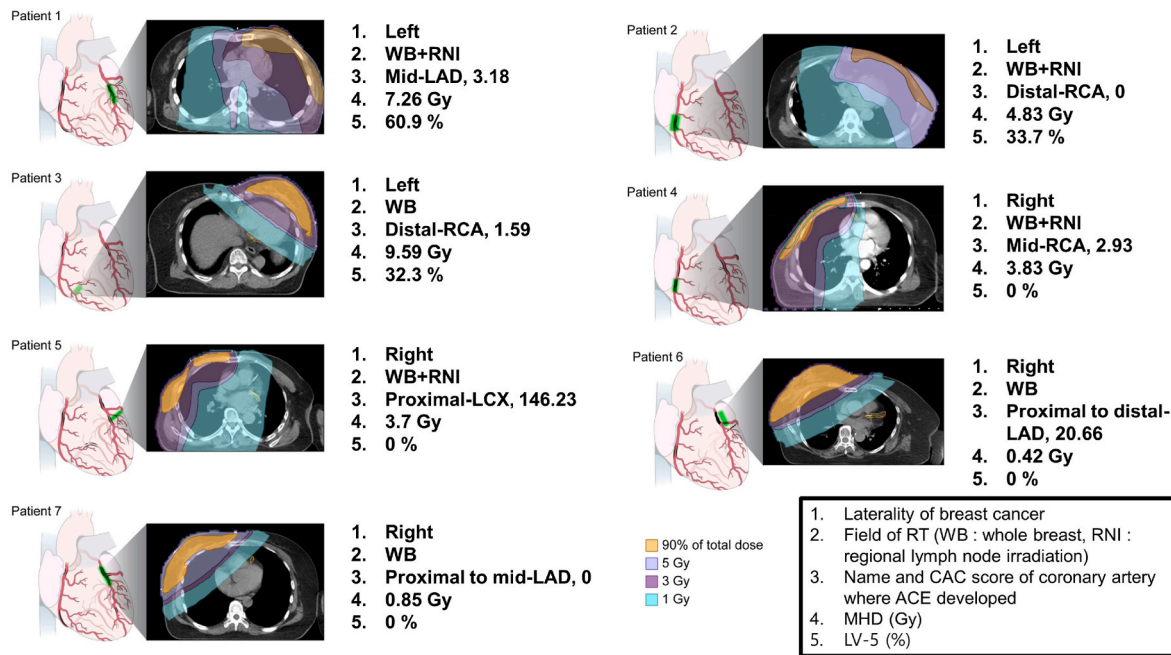 Patient 1
1. Left
2. WB+RNI
3. Mid-LAD, 3.18
4. 7.26 Gy
5. 60.9 %
Patient 2
1. Left
2. WB+RNI
3. Distal-RCA, 0
4. 4.83 Gy
5. 33.7 %
Patient 3
1. Left
2. WB
3. Distal-RCA, 1.59
4. 9.59 Gy
5. 32.3 %
Patient 4
1. Right
2. WB+RNI
3. Mid-RCA, 2.93
4. 3.83 Gy
5. 0 %
Patient 5
1. Right
2. WB+RNI
3. Proximal-LCX, 146.23
4. 3.7 Gy
5. 0 %
Patient 6
1. Right
2. WB
3. Proximal to distal-
LAD, 20.66
4. 0.42 Gy
5. 0 %
Patient 7
1. Right
2. WB
3. Proximal to mid-LAD, 0
4. 0.85 Gy
5. 0 %
90% of total dose
5 Gy
3 Gy
1 Gy
1. Laterality of breast cancer
2. Field of RT (WB : whole breast, RNI :
regional lymph node irradiation)
3. Name and CAC score of coronary artery
where ACE developed
4. MHD (Gy)
5. LV-5 (%)